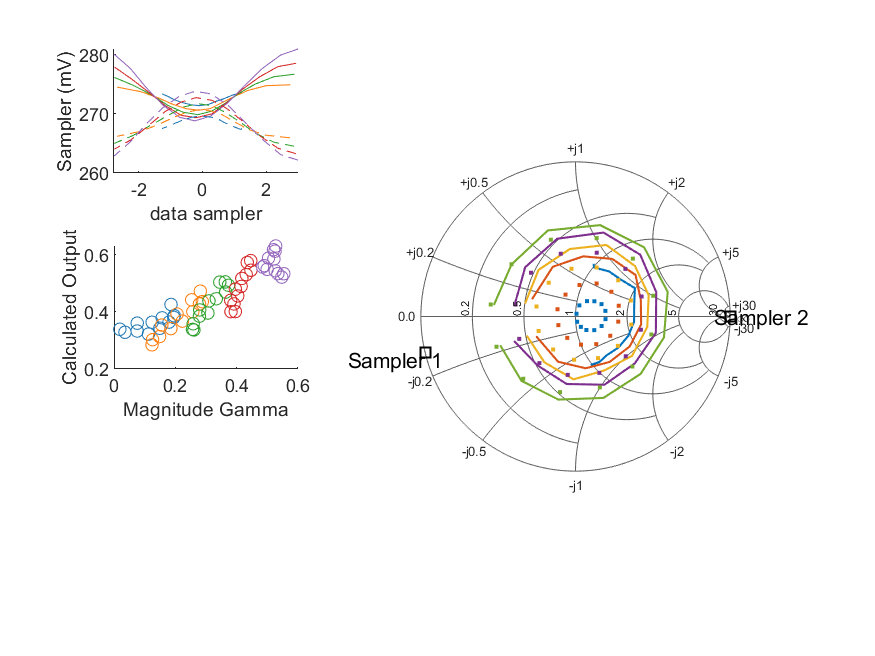 280
270
260
Sampler (mV)
-2
0
2
data sampler
0.6
0.4
0.2
Calculated Output
0
0.2
0.4
0.6
Magnitude Gamma
+j1
+j0.5
+j2
+j0.2
+j5
0.0
0.2
0.5
1
2
5
30
+j30
-j30
Sampler 2
Sampler 1
-j0.2
-j5
-j0.5
-j2
-j1